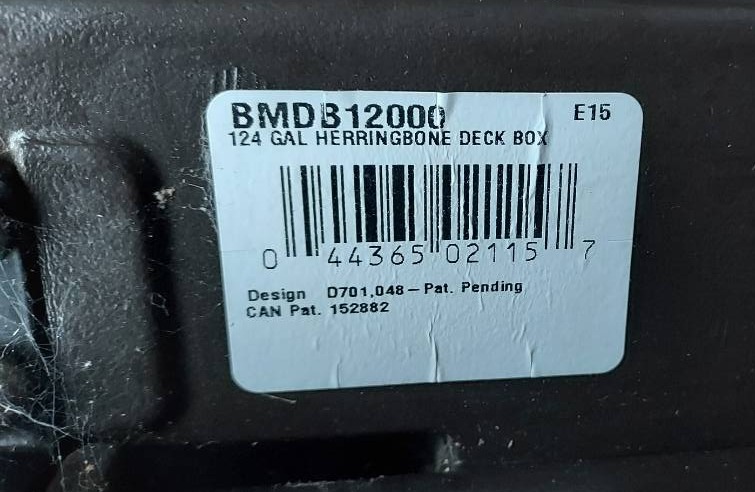 BMDB12000 E15
124 GAL HERRINGBONE DECK BOX
0 44365 02115 7
Design D701,048 – Pat. Pending
CAN Pat. 152882